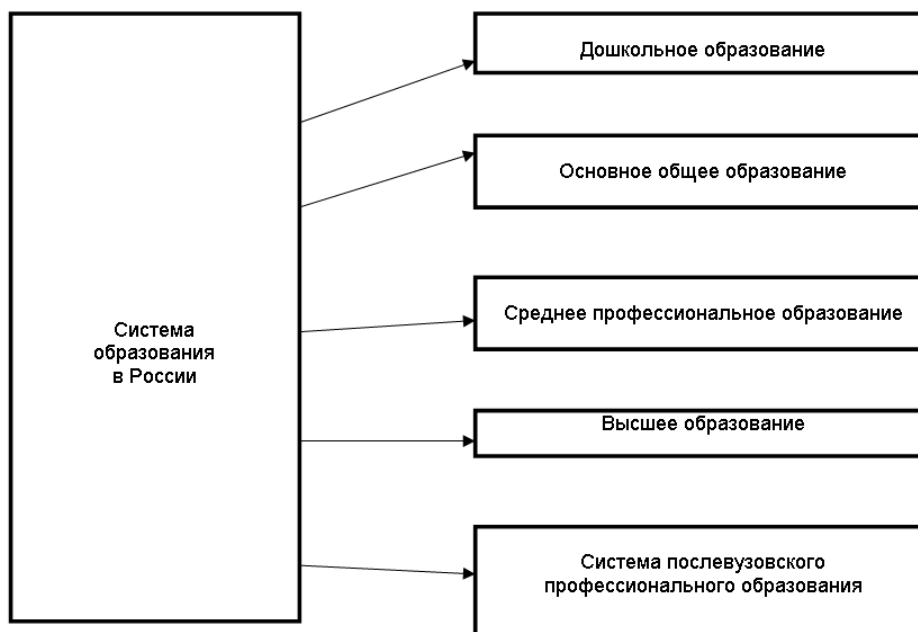 Система
образования
в России
Дошкольное образование
Основное общее образование
Среднее профессиональное образование
Высшее образование
Система послевузовского
профессионального образования